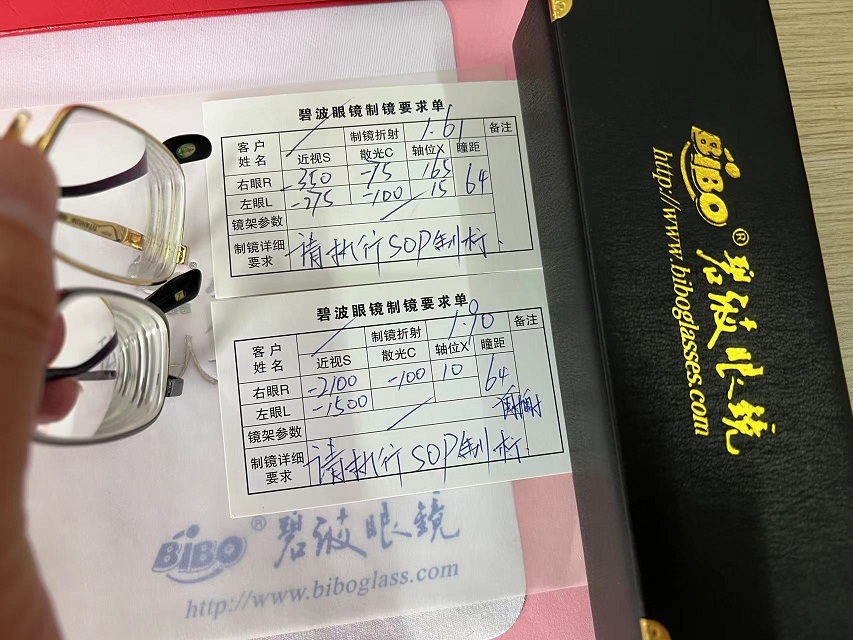 碧波眼镜制镜要求单
客户姓名 制镜折射 1.61 备注
近视S 散光C 轴位X 瞳距
右眼R -350 -75 165 64
左眼L -275 -100 15
镜架参数
制镜详细要求 请执行SOP制标.
碧波眼镜制镜要求单
客户姓名 制镜折射 1.90 备注
近视S 散光C 轴位X 瞳距
右眼R -2100 -100 10 64
左眼L -1500
镜架参数 谢谢
制镜详细要求 请执行SOP制标.
BiBO® 碧波眼镜
http://www.biboglass.com
BiBO® 碧波眼镜
http://www.biboglasses.com